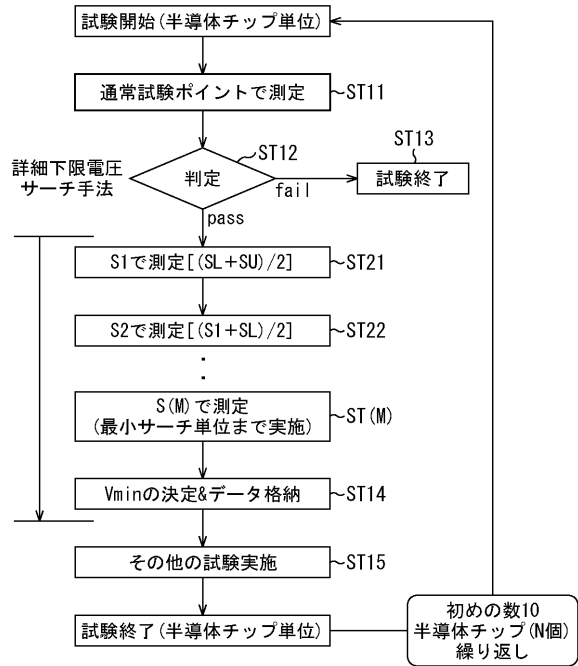 試験開始(半導体チップ単位)
通常試験ポイントで測定
ST11
ST12
判定
詳細下限電圧
サーチ手法
fail
ST13
試験終了
pass
S1で測定[(SL+SU)/2]
ST21
S2で測定[(S1+SL)/2]
ST22
S(M)で測定
(最小サーチ単位まで実施)
ST(M)
Vminの決定&データ格納
ST14
その他の試験実施
ST15
試験終了(半導体チップ単位)
初めの数10
半導体チップ(N個)
繰り返し